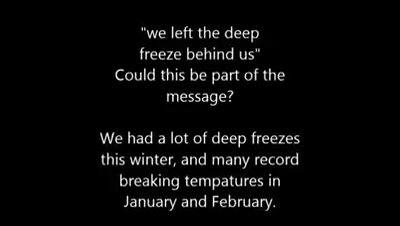 "we left the deep
freeze behind us"
Could this be part of the
message?
We had a lot of deep freezes
this winter, and many record
breaking tempatures in
January and February.